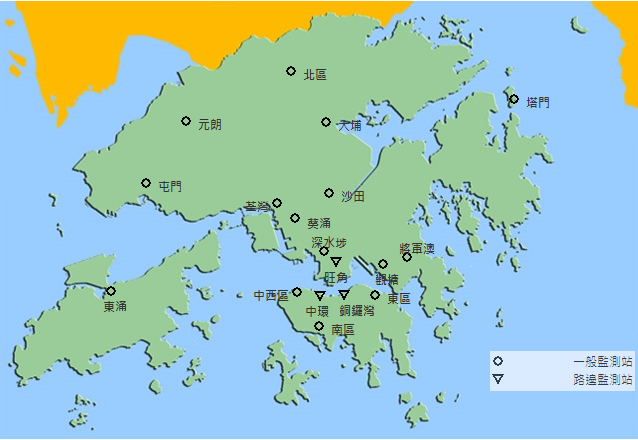 北區
塔門
元朗
大埔
屯門
沙田
荃灣
葵涌
深水埗
將軍澳
旺角
觀塘
東涌
中西區
中環
銅鑼灣
東區
南區
一般監測站
路邊監測站